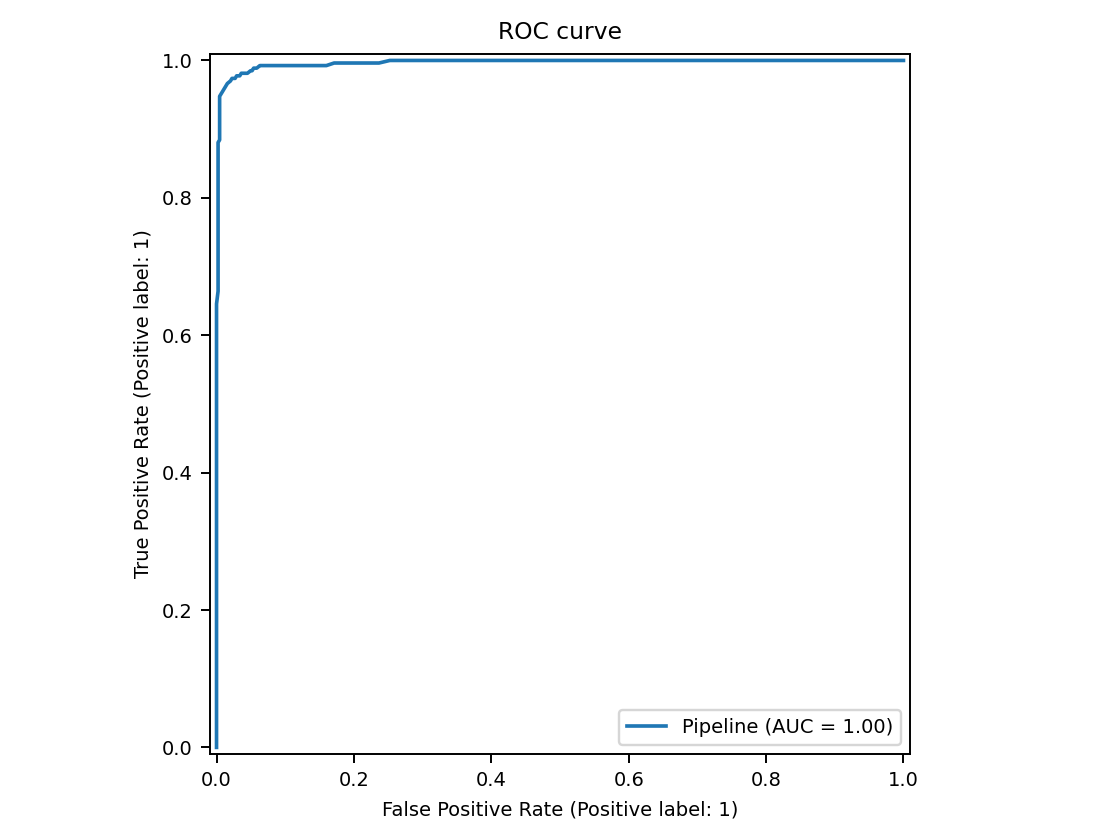 ROC curve
1.0
0.8
0.6
0.4
0.2
0.0
True Positive Rate (Positive label: 1)
Pipeline (AUC = 1.00)
0.0 0.2 0.4 0.6 0.8 1.0
False Positive Rate (Positive label: 1)